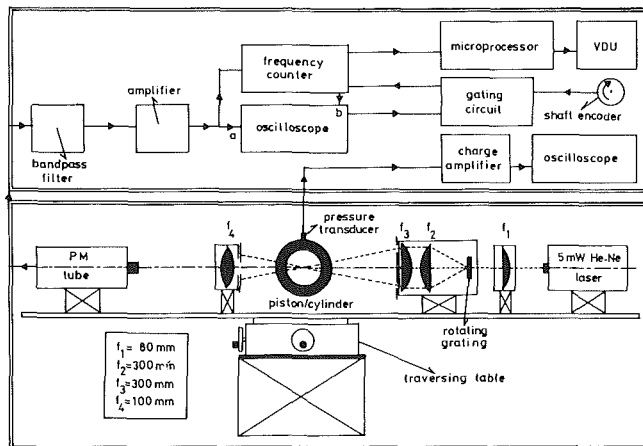 microprocessor
VDU
amplifier
frequency
counter
b
gating
circuit
shaft encoder
a
oscilloscope
bandpass
filter
charge
amplifier
oscilloscope
pressure
transducer
f4
f3
f2
f1
PM
tube
5mW He-Ne
laser
piston/cylinder
rotating
grating
f1= 80 mm
f2=300 mm
f3=300 mm
f4=100 mm
traversing table